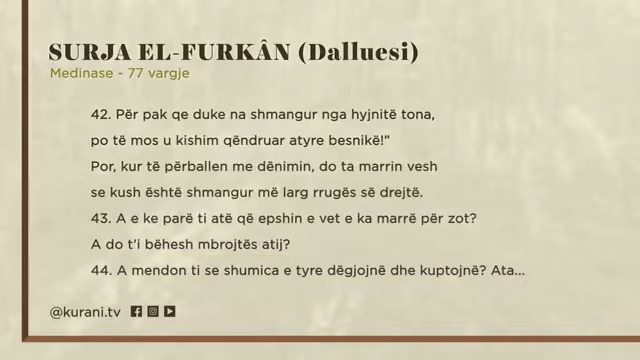 SURJA EL-FURKÂN (Dalluesi)
Medinase - 77 vargje
42. Për pak qe duke na shmangur nga hyjnitë tona,
po të mos u kishim qëndruar atyre besnikë!”
Por, kur të përballen me dënimin, do ta marrin vesh
se kush është shmangur më larg rrugës së drejtë.
43. A e ke parë ti atë që epshin e vet e ka marrë për zot?
A do t’i bëhesh mbrojtës atij?
44. A mendon ti se shumica e tyre dëgjojnë dhe kuptojnë? Ata...
@kurani.tv